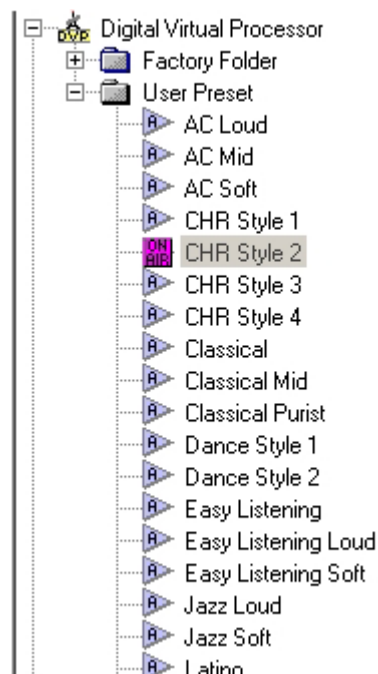 DVP Digital Virtual Processor
Factory Folder
User Preset
A AC Loud
A AC Mid
A AC Soft
A CHR Style 1
ON AIR CHR Style 2
A CHR Style 3
A CHR Style 4
A Classical
A Classical Mid
A Classical Purist
A Dance Style 1
A Dance Style 2
A Easy Listening
A Easy Listening Loud
A Easy Listening Soft
A Jazz Loud
A Jazz Soft
A Latino